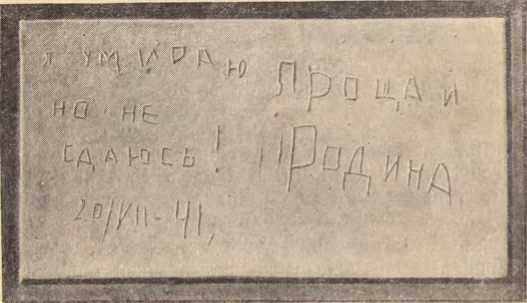 Я УМИРАЮ
НО НЕ
СДАЮСЬ!
20/VII-41,
ПРОЩАЙ
РОДИНА